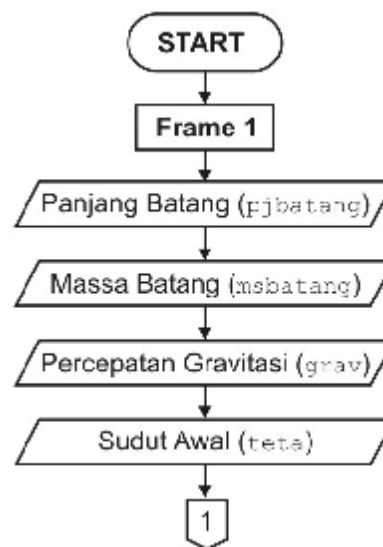 START
Frame 1
Panjang Batang (pjbatang)
Massa Batang (msbatang)
Percepatan Gravitasi (grav)
Sudut Awal (teta)
1